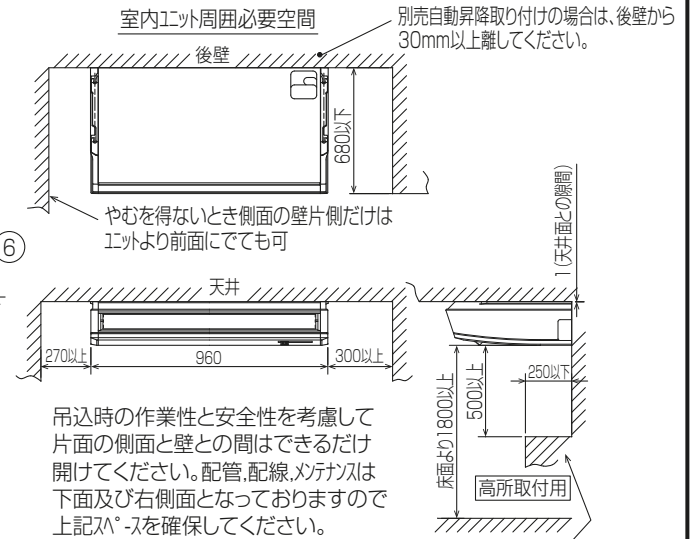 室内ユニット周囲必要空間
別売自動昇降取り付けの場合は、後壁から
30mm以上離してください。
後壁
680以下
やむを得ないとき側面の壁片側だけは
ユニットより前面にでても可
6
1(天井面との隙間)
天井
270以上
960
300以上
床面より1800以上
500以上
250以下
高所取付用
吊込時の作業性と安全性を考慮して
片面の側面と壁との間はできるだけ
開けてください。配管,配線,メンテナンスは
下面及び右側面となっておりますので
上記スペースを確保してください。